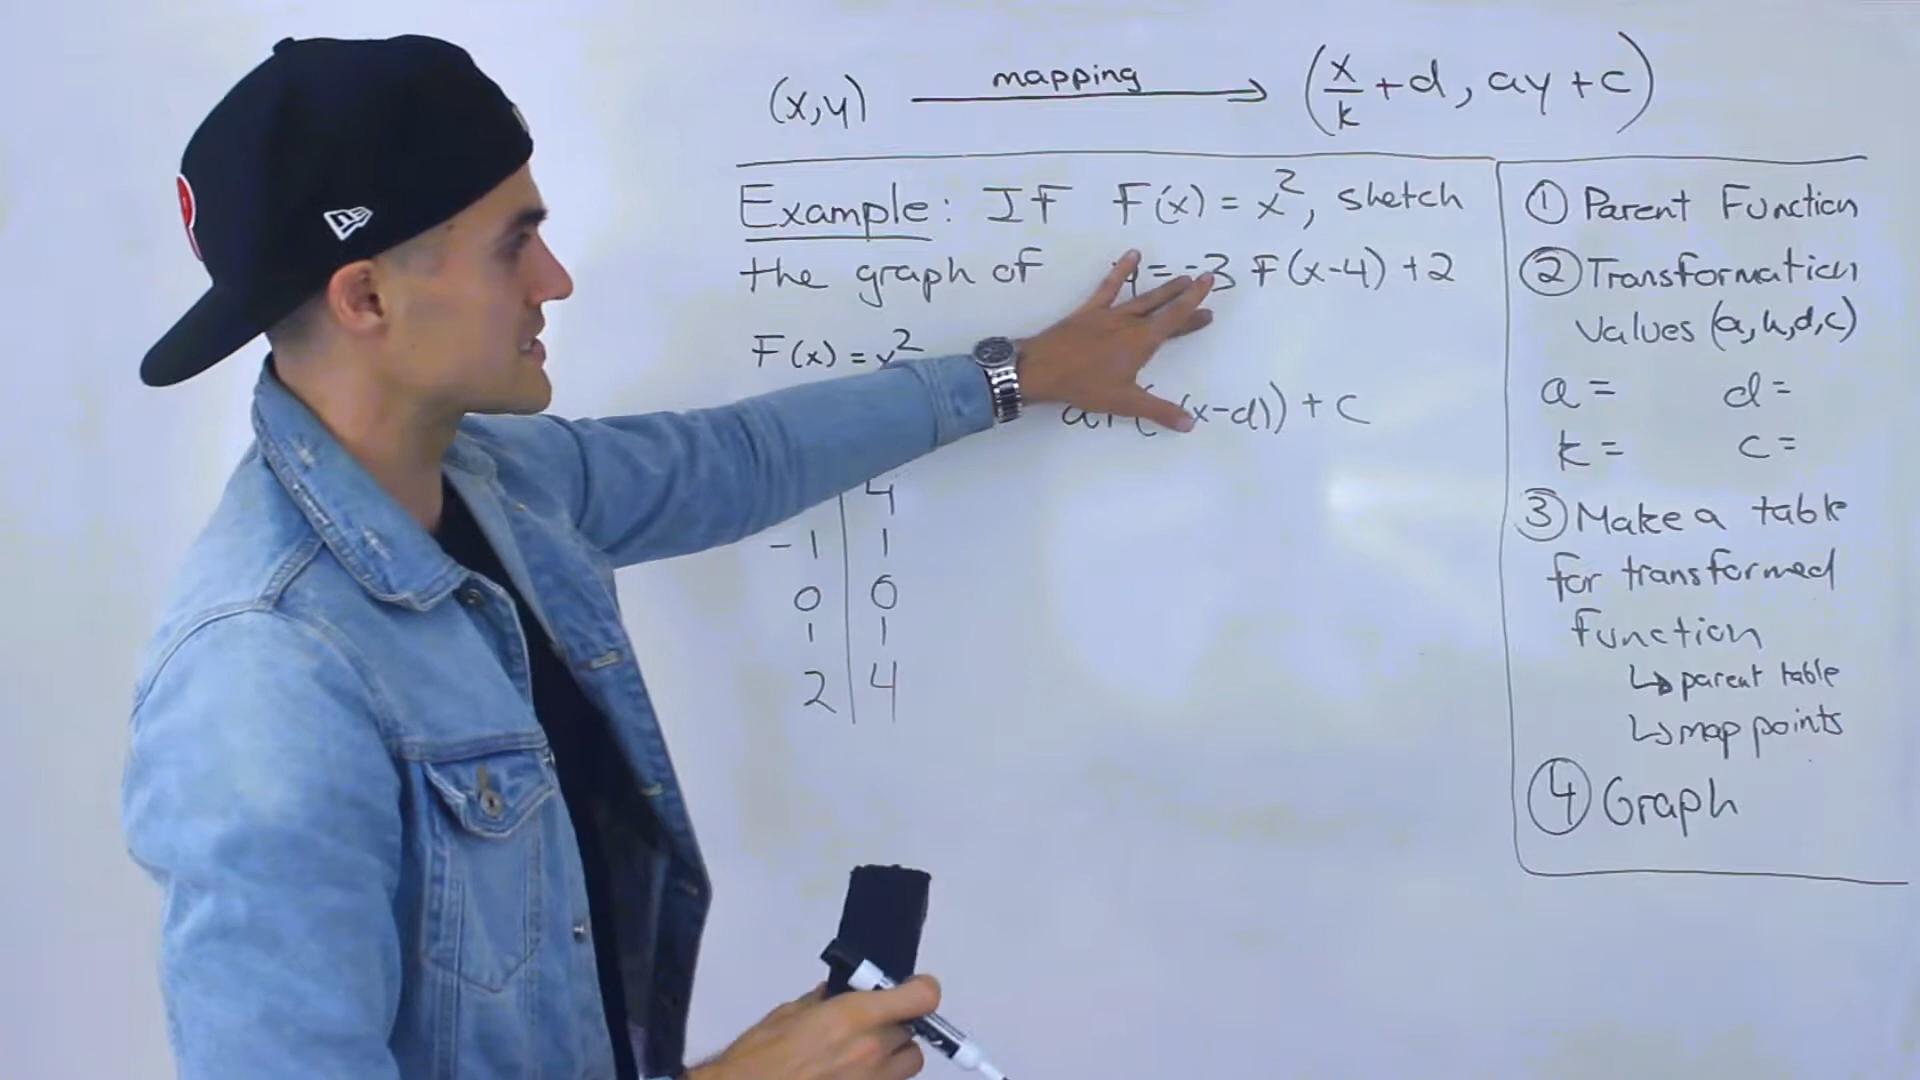 (x,y) mapping (x/k + d, ay + c)
Example: IF F(x) = x², sketch
the graph of y = -3 F(x-4) + 2
F(x) = x²
(x-d)) + c
4
-1 | 1
0 | 0
1 | 1
2 | 4
① Parent Function
② Transformation
Values (a,k,d,c)
a = d =
k = c =
③ Make a table
for transformed
function
↳ parent table
↳ map points
④ Graph